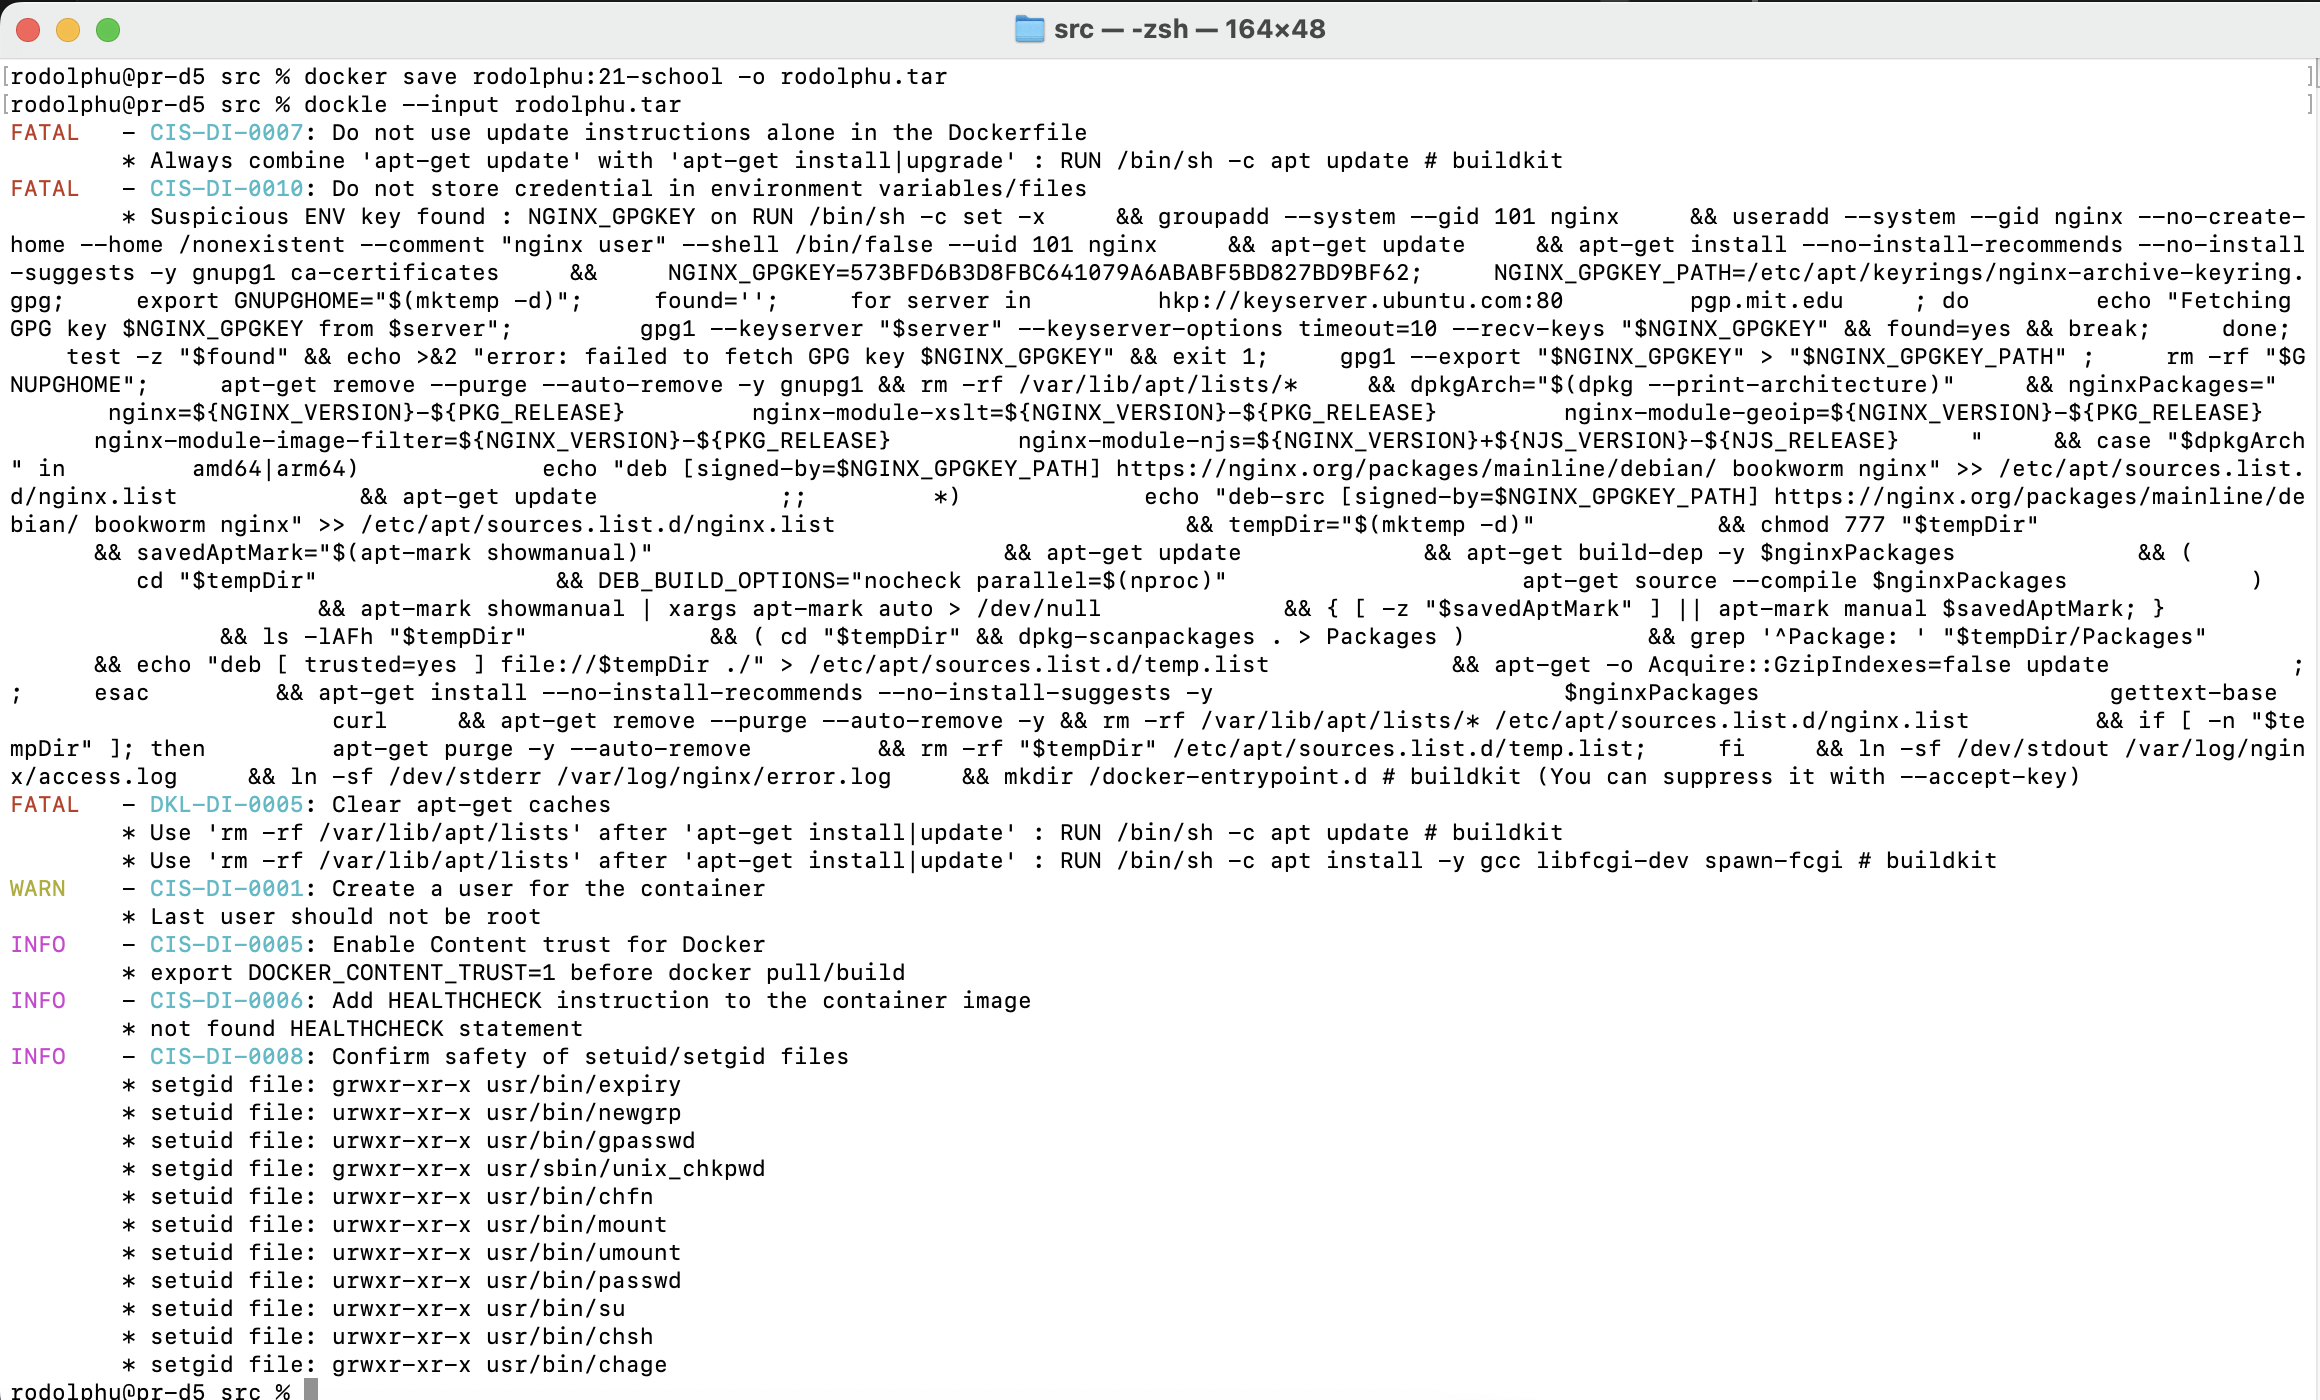 src — -zsh — 164×48
rodolphu@pr-d5 src % docker save rodolphu:21-school -o rodolphu.tar
rodolphu@pr-d5 src % dockle --input rodolphu.tar
FATAL   - CIS-DI-0007: Do not use update instructions alone in the Dockerfile
        * Always combine 'apt-get update' with 'apt-get install|upgrade' : RUN /bin/sh -c apt update # buildkit
FATAL   - CIS-DI-0010: Do not store credential in environment variables/files
        * Suspicious ENV key found : NGINX_GPGKEY on RUN /bin/sh -c set -x     && groupadd --system --gid 101 nginx     && useradd --system --gid nginx --no-create-
home --home /nonexistent --comment "nginx user" --shell /bin/false --uid 101 nginx     && apt-get update     && apt-get install --no-install-recommends --no-install
-suggests -y gnupg1 ca-certificates     &&     NGINX_GPGKEY=573BFD6B3D8FBC641079A6ABABF5BD827BD9BF62;     NGINX_GPGKEY_PATH=/etc/apt/keyrings/nginx-archive-keyring.
gpg;     export GNUPGHOME="$(mktemp -d)";     found='';     for server in         hkp://keyserver.ubuntu.com:80         pgp.mit.edu     ; do         echo "Fetching
GPG key $NGINX_GPGKEY from $server";         gpg1 --keyserver "$server" --keyserver-options timeout=10 --recv-keys "$NGINX_GPGKEY" && found=yes && break;     done;
    test -z "$found" && echo >&2 "error: failed to fetch GPG key $NGINX_GPGKEY" && exit 1;     gpg1 --export "$NGINX_GPGKEY" > "$NGINX_GPGKEY_PATH" ;     rm -rf "$G
NUPGHOME";     apt-get remove --purge --auto-remove -y gnupg1 && rm -rf /var/lib/apt/lists/*     && dpkgArch="$(dpkg --print-architecture)"     && nginxPackages="
       nginx=${NGINX_VERSION}-${PKG_RELEASE}         nginx-module-xslt=${NGINX_VERSION}-${PKG_RELEASE}         nginx-module-geoip=${NGINX_VERSION}-${PKG_RELEASE}
      nginx-module-image-filter=${NGINX_VERSION}-${PKG_RELEASE}         nginx-module-njs=${NGINX_VERSION}+${NJS_VERSION}-${NJS_RELEASE}     "     && case "$dpkgArch
" in         amd64|arm64)             echo "deb [signed-by=$NGINX_GPGKEY_PATH] https://nginx.org/packages/mainline/debian/ bookworm nginx" >> /etc/apt/sources.list.
d/nginx.list             && apt-get update             ;;         *)             echo "deb-src [signed-by=$NGINX_GPGKEY_PATH] https://nginx.org/packages/mainline/de
bian/ bookworm nginx" >> /etc/apt/sources.list.d/nginx.list                         && tempDir="$(mktemp -d)"             && chmod 777 "$tempDir"
      && savedAptMark="$(apt-mark showmanual)"                         && apt-get update             && apt-get build-dep -y $nginxPackages             && (
         cd "$tempDir"                 && DEB_BUILD_OPTIONS="nocheck parallel=$(nproc)"                     apt-get source --compile $nginxPackages             )
                      && apt-mark showmanual | xargs apt-mark auto > /dev/null             && { [ -z "$savedAptMark" ] || apt-mark manual $savedAptMark; }
               && ls -lAFh "$tempDir"             && ( cd "$tempDir" && dpkg-scanpackages . > Packages )             && grep '^Package: ' "$tempDir/Packages"
      && echo "deb [ trusted=yes ] file://$tempDir ./" > /etc/apt/sources.list.d/temp.list             && apt-get -o Acquire::GzipIndexes=false update             ;
;     esac         && apt-get install --no-install-recommends --no-install-suggests -y                         $nginxPackages                         gettext-base
                       curl     && apt-get remove --purge --auto-remove -y && rm -rf /var/lib/apt/lists/* /etc/apt/sources.list.d/nginx.list         && if [ -n "$te
mpDir" ]; then         apt-get purge -y --auto-remove         && rm -rf "$tempDir" /etc/apt/sources.list.d/temp.list;     fi     && ln -sf /dev/stdout /var/log/ngin
x/access.log     && ln -sf /dev/stderr /var/log/nginx/error.log     && mkdir /docker-entrypoint.d # buildkit (You can suppress it with --accept-key)
FATAL   - DKL-DI-0005: Clear apt-get caches
        * Use 'rm -rf /var/lib/apt/lists' after 'apt-get install|update' : RUN /bin/sh -c apt update # buildkit
        * Use 'rm -rf /var/lib/apt/lists' after 'apt-get install|update' : RUN /bin/sh -c apt install -y gcc libfcgi-dev spawn-fcgi # buildkit
WARN    - CIS-DI-0001: Create a user for the container
        * Last user should not be root
INFO    - CIS-DI-0005: Enable Content trust for Docker
        * export DOCKER_CONTENT_TRUST=1 before docker pull/build
INFO    - CIS-DI-0006: Add HEALTHCHECK instruction to the container image
        * not found HEALTHCHECK statement
INFO    - CIS-DI-0008: Confirm safety of setuid/setgid files
        * setgid file: grwxr-xr-x usr/bin/expiry
        * setuid file: urwxr-xr-x usr/bin/newgrp
        * setuid file: urwxr-xr-x usr/bin/gpasswd
        * setgid file: grwxr-xr-x usr/sbin/unix_chkpwd
        * setuid file: urwxr-xr-x usr/bin/chfn
        * setuid file: urwxr-xr-x usr/bin/mount
        * setuid file: urwxr-xr-x usr/bin/umount
        * setuid file: urwxr-xr-x usr/bin/passwd
        * setuid file: urwxr-xr-x usr/bin/su
        * setuid file: urwxr-xr-x usr/bin/chsh
        * setgid file: grwxr-xr-x usr/bin/chage
rodolphu@pr-d5 src %